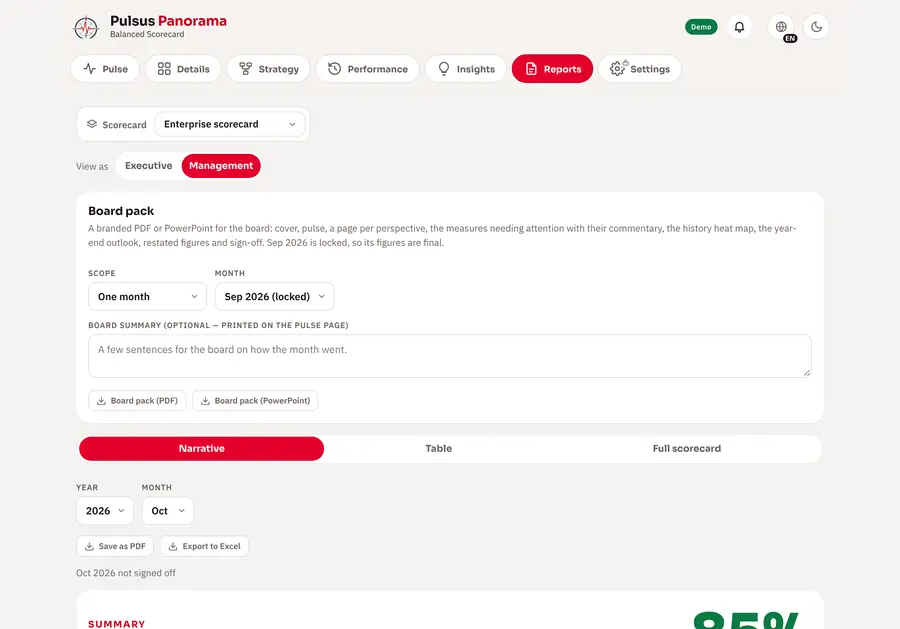 Pulsus Panorama
Balanced Scorecard
Demo
EN
Pulse
Details
Strategy
Performance
Insights
Reports
Settings
Scorecard
Enterprise scorecard
View as
Executive
Management
Board pack
A branded PDF or PowerPoint for the board: cover, pulse, a page per perspective, the measures needing attention with their commentary, the history heat map, the year-
end outlook, restated figures and sign-off. Sep 2026 is locked, so its figures are final.
SCOPE
MONTH
One month
Sep 2026 (locked)
BOARD SUMMARY (OPTIONAL — PRINTED ON THE PULSE PAGE)
A few sentences for the board on how the month went.
Board pack (PDF)
Board pack (PowerPoint)
Narrative
Table
Full scorecard
YEAR
MONTH
2026
Oct
Save as PDF
Export to Excel
Oct 2026 not signed off
SUMMARY
85%